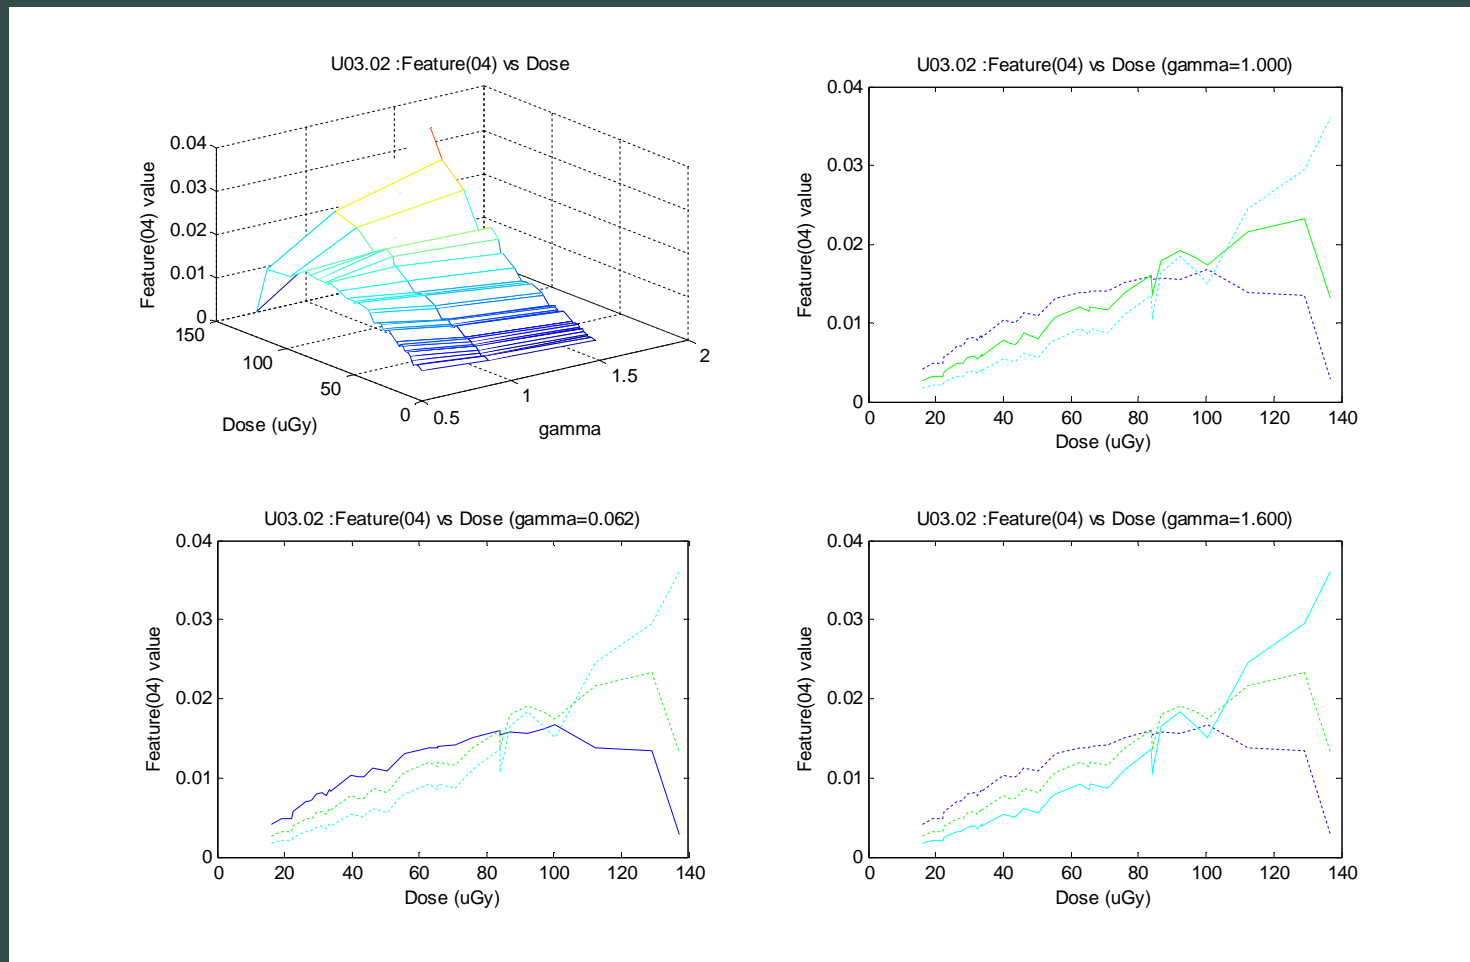 U03.02 :Feature(04) vs Dose
0.04
0.03
0.02
0.01
0
150
100
50
0
0.5
1
1.5
2
Feature(04) value
Dose (uGy)
gamma
U03.02 :Feature(04) vs Dose (gamma=1.000)
0.04
0.03
0.02
0.01
0
Feature(04) value
0 20 40 60 80 100 120 140
Dose (uGy)
U03.02 :Feature(04) vs Dose (gamma=0.062)
0.04
0.03
0.02
0.01
0
Feature(04) value
0 20 40 60 80 100 120 140
Dose (uGy)
U03.02 :Feature(04) vs Dose (gamma=1.600)
0.04
0.03
0.02
0.01
0
Feature(04) value
0 20 40 60 80 100 120 140
Dose (uGy)